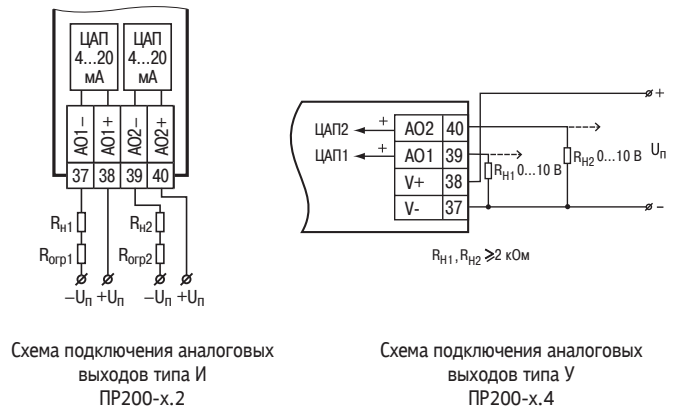 ЦАП
4...20
мА
ЦАП
4...20
мА
AO1–
AO1+
AO2–
AO2+
37 38 39 40
Rн1
Rн2
Rогр1
Rогр2
–Uп +Uп –Uп +Uп
Схема подключения аналоговых
выходов типа И
ПР200-х.2
+
ЦАП2 + AO2 40
ЦАП1 + AO1 39
V+ 38
V- 37
RН1 0...10 В
RН2 0...10 В
Uп
–
RН1, RН2 ⩾2 кОм
Схема подключения аналоговых
выходов типа У
ПР200-х.4